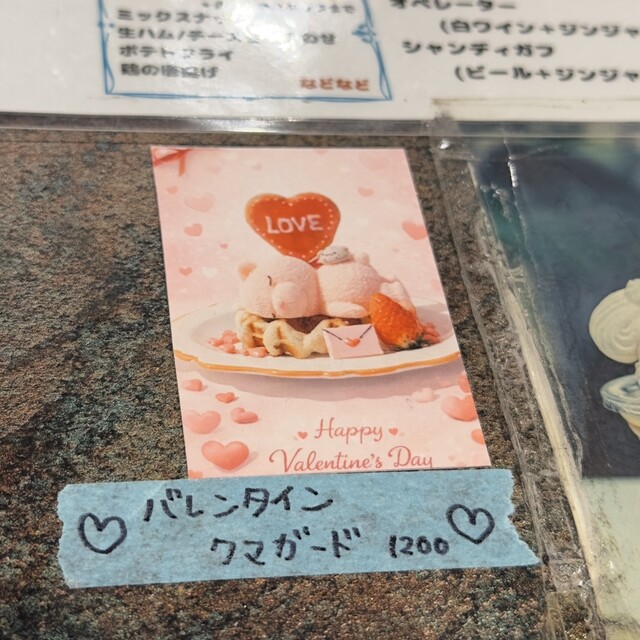 ミックスナッツ
生ハム/チーズ
ポテトフライ
鶏の唐揚げ
などなど
オペレーター
(白ワイン+ジンジャ
シャンディガフ
(ビール+ジンジャ
LOVE
Happy
Valentine's Day
♡ バレンタイン ♡
クマガード 1200